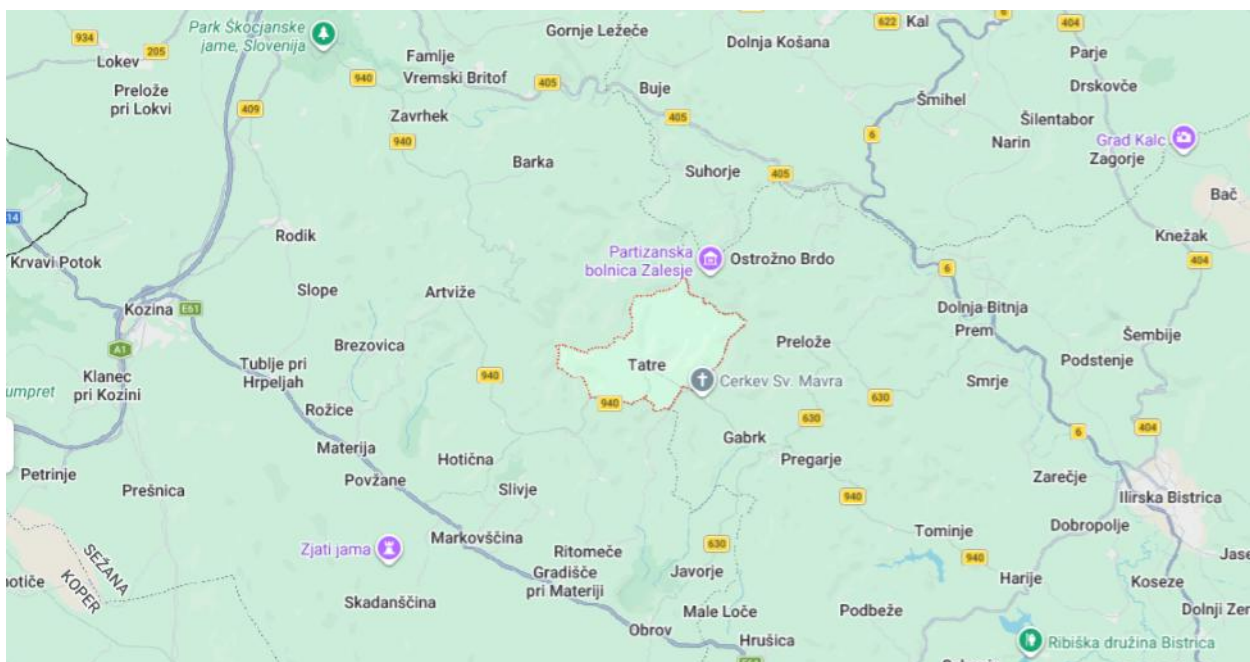 Park Škocjanske
jame, Slovenija
934
Lokev
205
Prelože
pri Lokvi
409
940
Famlje
Vremski Britof
405
Gornje Ležeče
Dolnja Košana
622
Kal
6
404
Parje
Drskovče
Zavrhek
940
Buje
405
Šmihel
Šilentabor
Narin
Grad Kalc
Zagorje
6
Barka
Suhorje
405
Bač
14
Krvavi Potok
Rodik
Knežak
404
Partizanska
bolnica Zalesje
Ostrožno Brdo
6
Kozina
E61
Slope
Artviže
Dolnja Bitnja
Prem
Šembije
A1
Brezovica
Prelože
Podstenje
Klanec
pri Kozini
Tublje pri
Hrpeljah
940
Tatre
Cerkev Sv. Mavra
Smrje
umpret
Rožice
940
630
630
Materija
Gabrk
6
404
Petrinje
Prešnica
Povžane
Hotična
Slivje
Pregarje
940
Zarečje
Ilirska Bistrica
Markovščina
Tominje
Dobropolje
Zjati jama
Ritomeče
630
940
Jase
SEŽANA
KOPER
Gradišče
pri Materiji
Javorje
Harije
Koseze
Skadanščina
Male Loče
Podbeže
Dolnji Zem
Obrov
Hrušica
Ribiška družina Bistrica